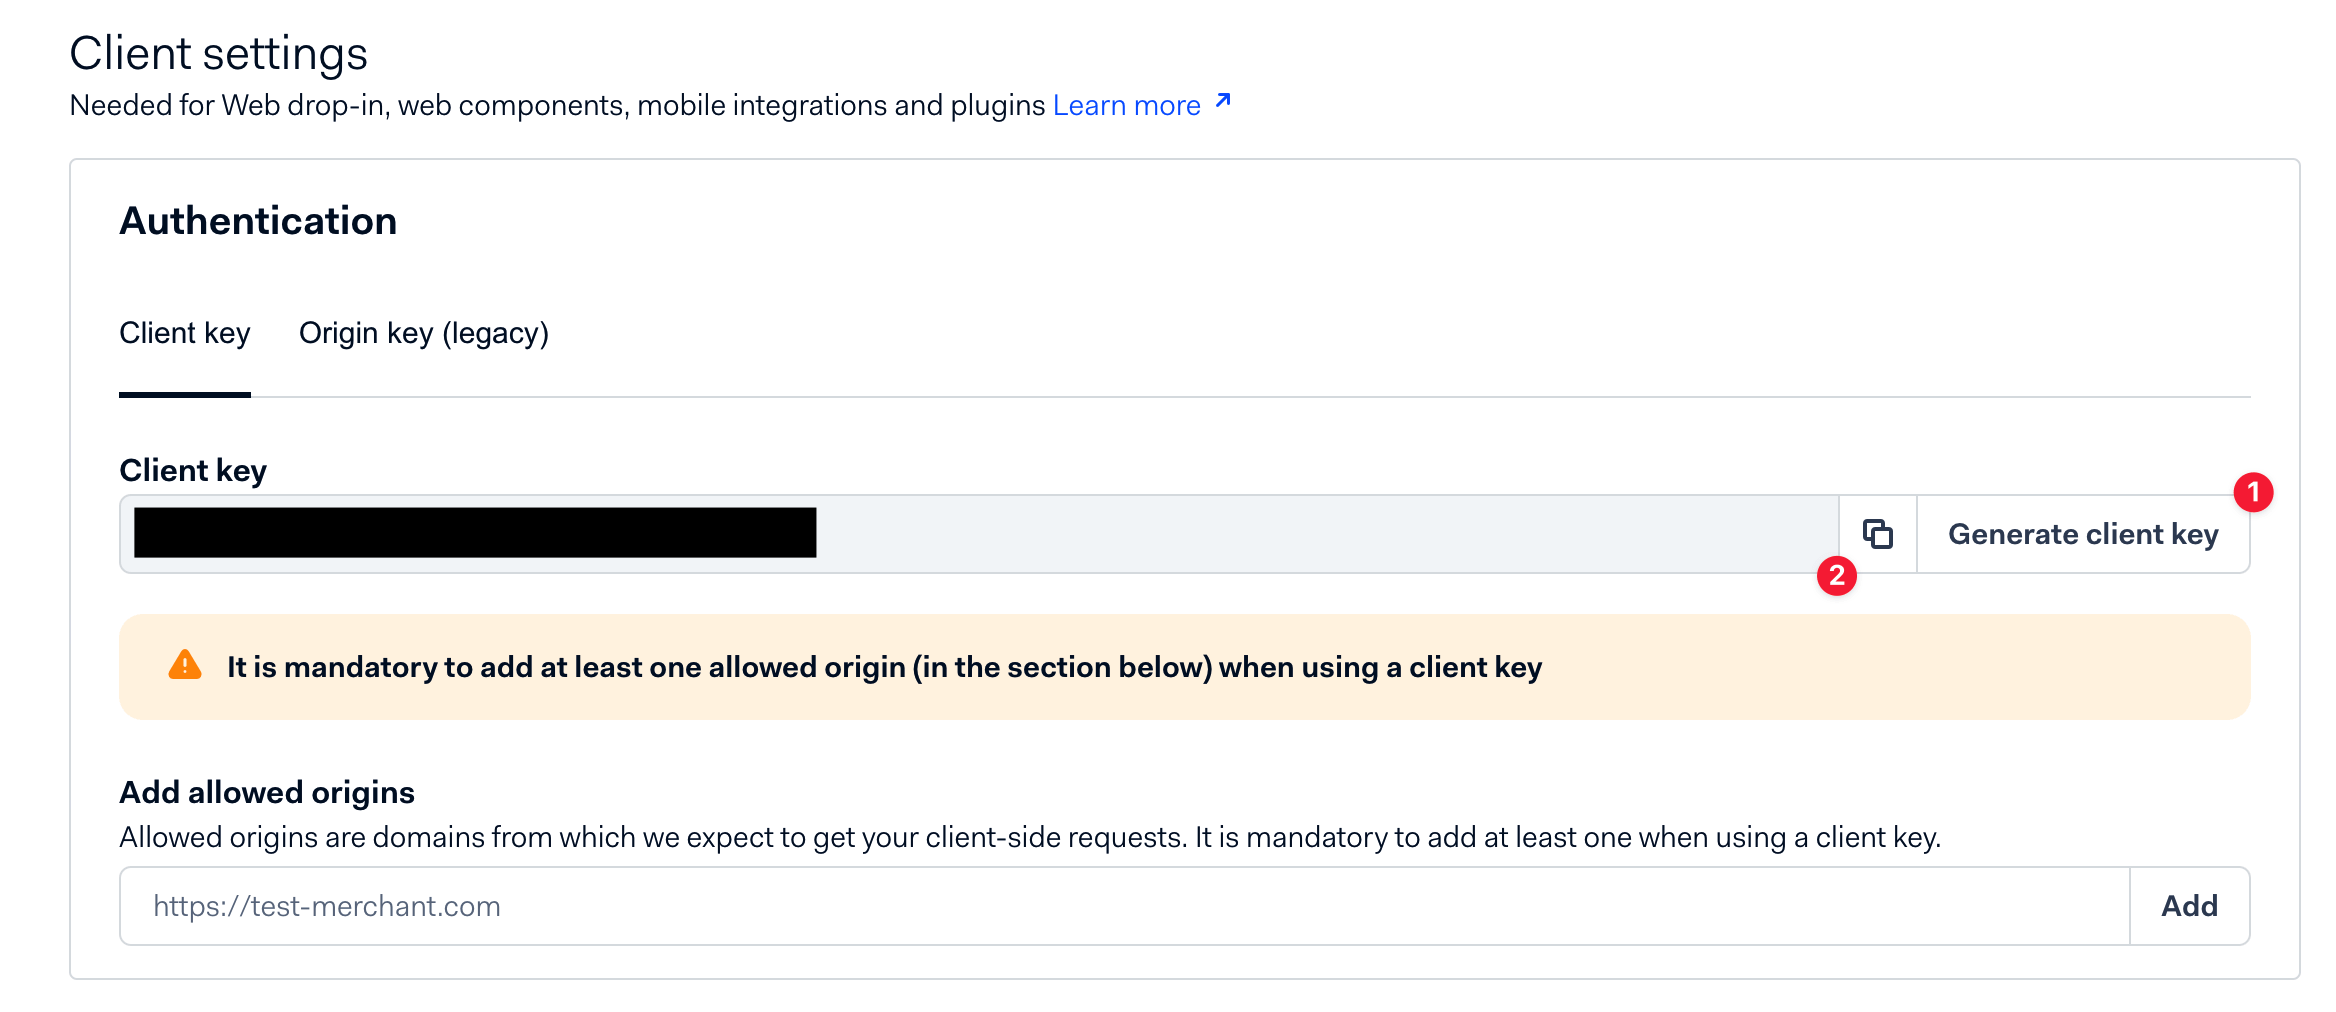 Client settings
Needed for Web drop-in, web components, mobile integrations and plugins Learn more
Authentication
Client key Origin key (legacy)
Client key
1
Generate client key
2
It is mandatory to add at least one allowed origin (in the section below) when using a client key
Add allowed origins
Allowed origins are domains from which we expect to get your client-side requests. It is mandatory to add at least one when using a client key.
https://test-merchant.com Add